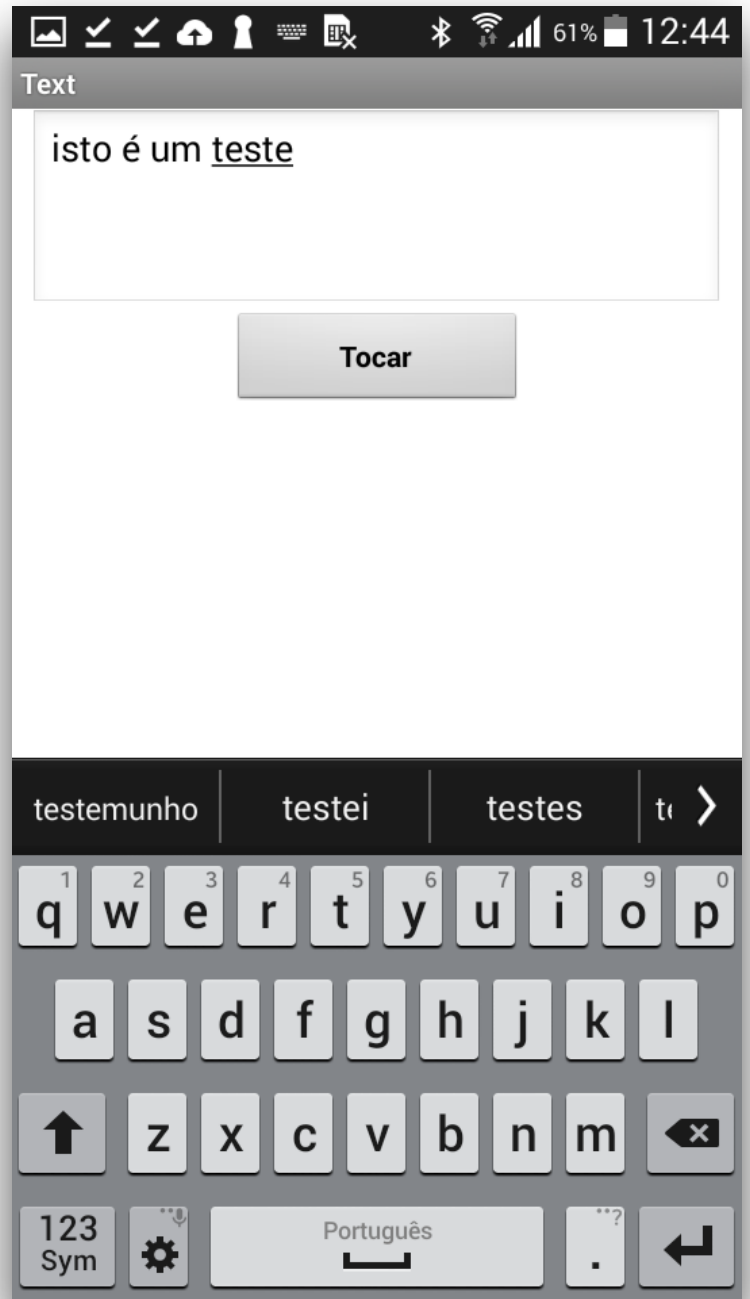 61% 12:44
Text
isto é um teste
Tocar
testemunho testei testes
1 2 3 4 5 6 7 8 9 0
q w e r t y u i o p
a s d f g h j k l
z x c v b n m
123
Sym
Português
. ?